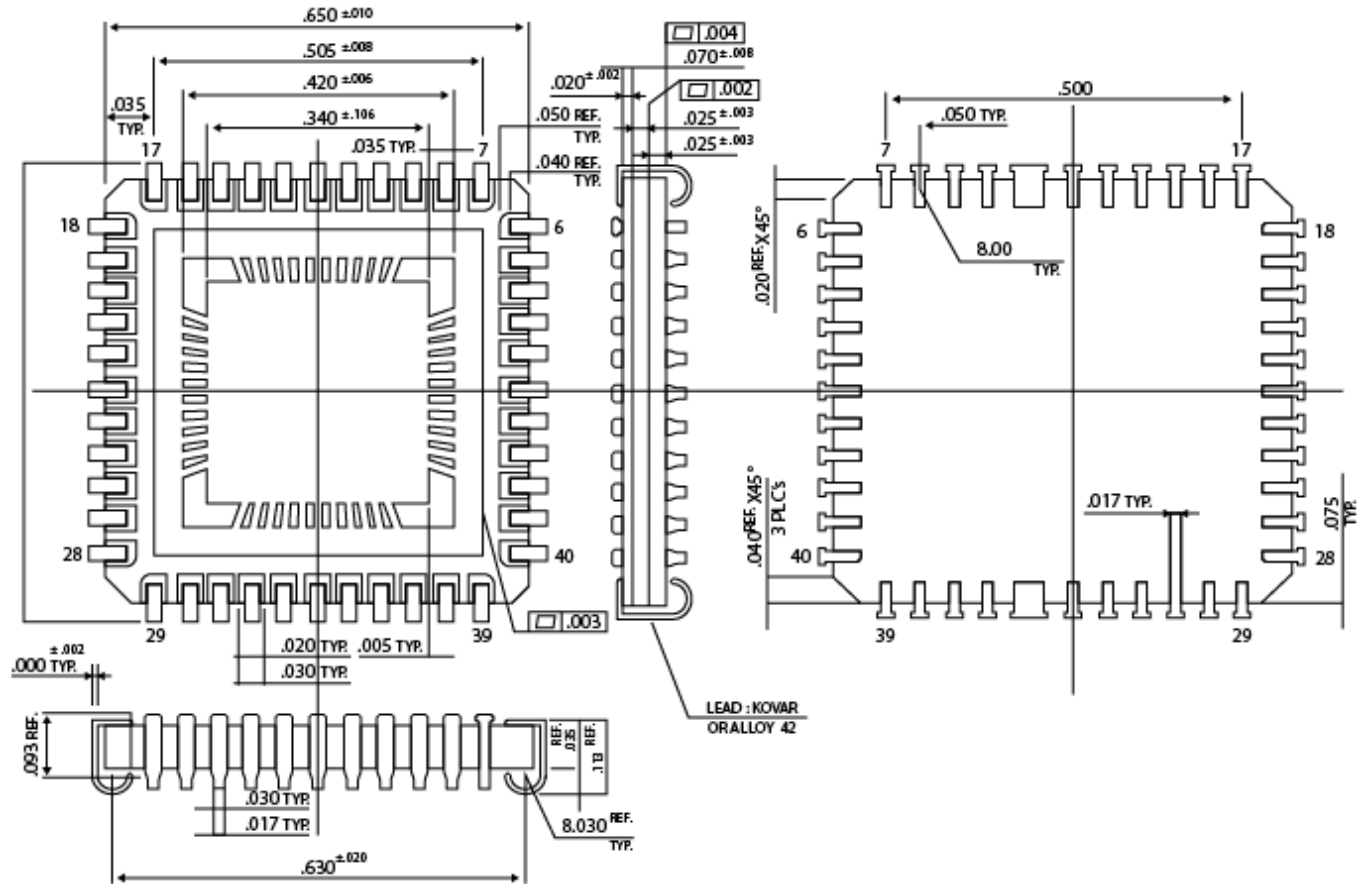 .650 ±.010
.505 ±.008
.420 ±.006
.340 ±.106
.035
TYP.
.035 TYP.
.050 REF.
TYP.
.040 REF.
TYP.
17
7
18
6
28
40
29
39
.020 TYP.
.005 TYP.
.030 TYP.
.003
.004
.070 ±.008
.020 ±.002
.002
.025 ±.003
.025 ±.003
LEAD : KOVAR
ORALLOY 42
.500
.050 TYP.
7
17
6
18
8.00
TYP.
.020 REF. X45°
.040 REF. X45°
3 PLC's
.017 TYP.
.075
TYP.
40
28
39
29
±.002
.000 TYP.
.093 REF.
REF.
.035
REF.
.113
.030 TYP.
.017 TYP.
8.030 REF.
TYP.
.630 ±.020